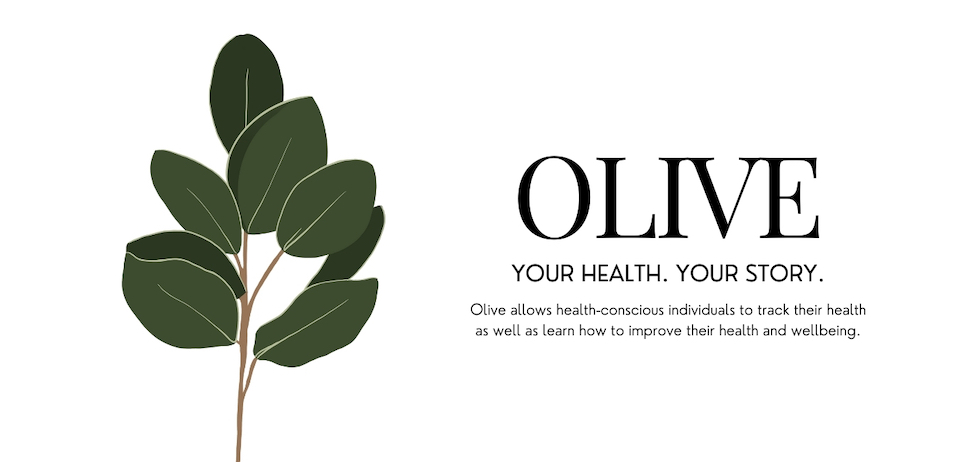 OLIVE
YOUR HEALTH. YOUR STORY.
Olive allows health-conscious individuals to track their health
as well as learn how to improve their health and wellbeing.